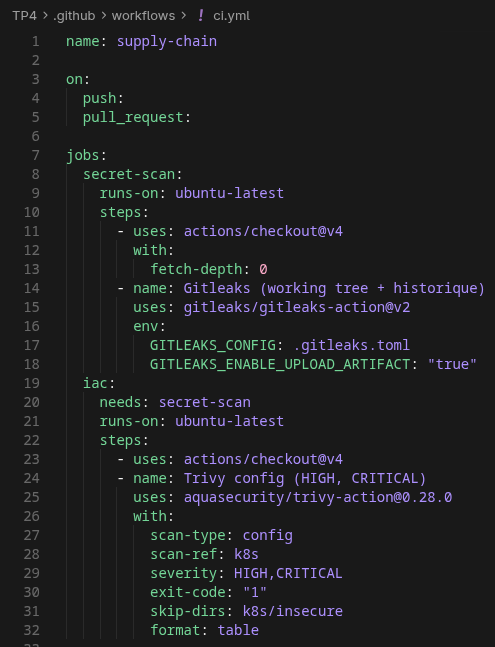 TP4 > .github > workflows > ! ci.yml
1 name: supply-chain
2
3 on:
4   push:
5   pull_request:
6
7 jobs:
8   secret-scan:
9     runs-on: ubuntu-latest
10     steps:
11       - uses: actions/checkout@v4
12         with:
13           fetch-depth: 0
14       - name: Gitleaks (working tree + historique)
15         uses: gitleaks/gitleaks-action@v2
16         env:
17           GITLEAKS_CONFIG: .gitleaks.toml
18           GITLEAKS_ENABLE_UPLOAD_ARTIFACT: "true"
19   iac:
20     needs: secret-scan
21     runs-on: ubuntu-latest
22     steps:
23       - uses: actions/checkout@v4
24       - name: Trivy config (HIGH, CRITICAL)
25         uses: aquasecurity/trivy-action@0.28.0
26         with:
27           scan-type: config
28           scan-ref: k8s
29           severity: HIGH,CRITICAL
30           exit-code: "1"
31           skip-dirs: k8s/insecure
32           format: table